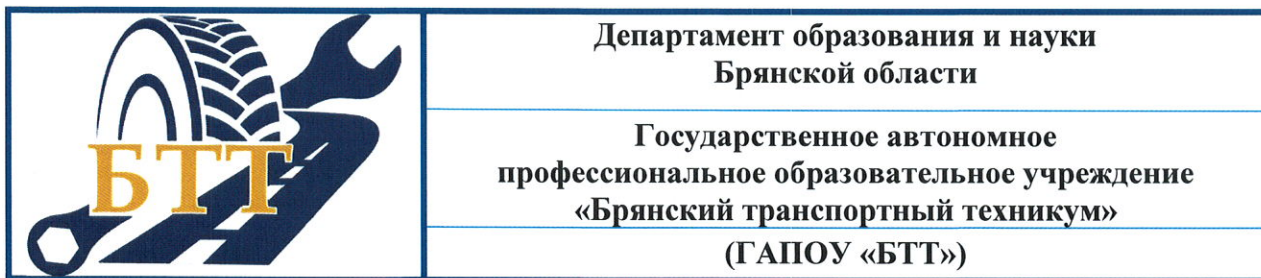 БТТ
Департамент образования и науки
Брянской области
Государственное автономное
профессиональное образовательное учреждение
«Брянский транспортный техникум»
(ГАПОУ «БТТ»)